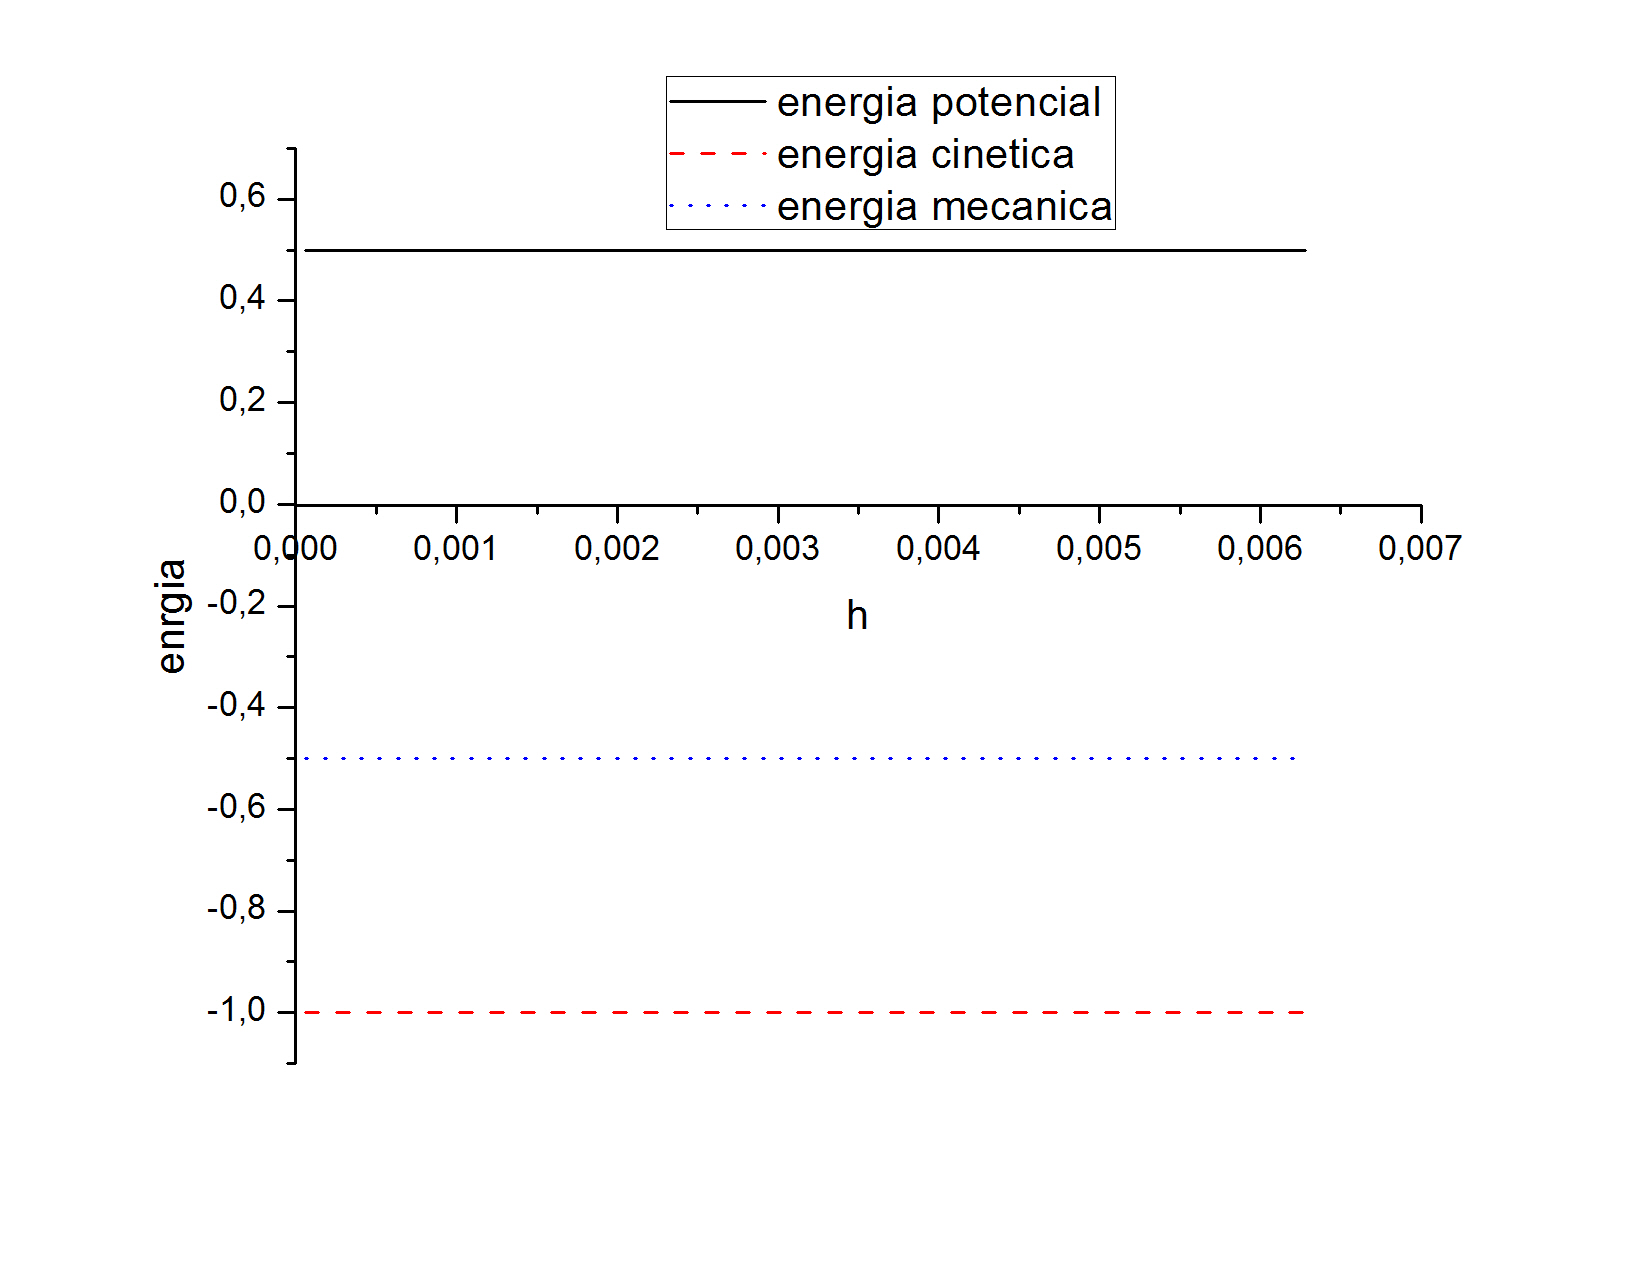 energia potencial
energia cinetica
energia mecanica
0,6
0,4
0,2
0,0
0,000 0,001 0,002 0,003 0,004 0,005 0,006 0,007
h
enrgia
-0,2
-0,4
-0,6
-0,8
-1,0